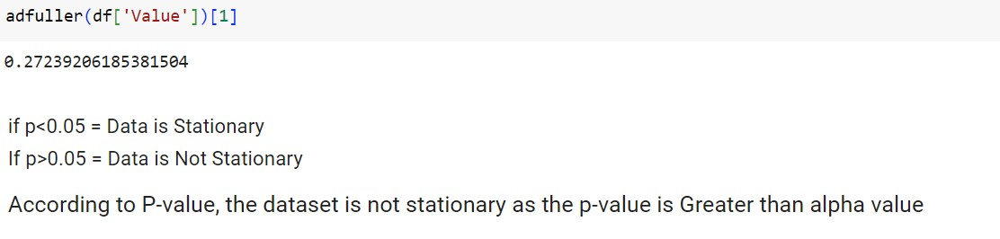 adfuller(df['Value'])[1]
0.27239206185381504
if p<0.05 = Data is Stationary
If p>0.05 = Data is Not Stationary
According to P-value, the dataset is not stationary as the p-value is Greater than alpha value